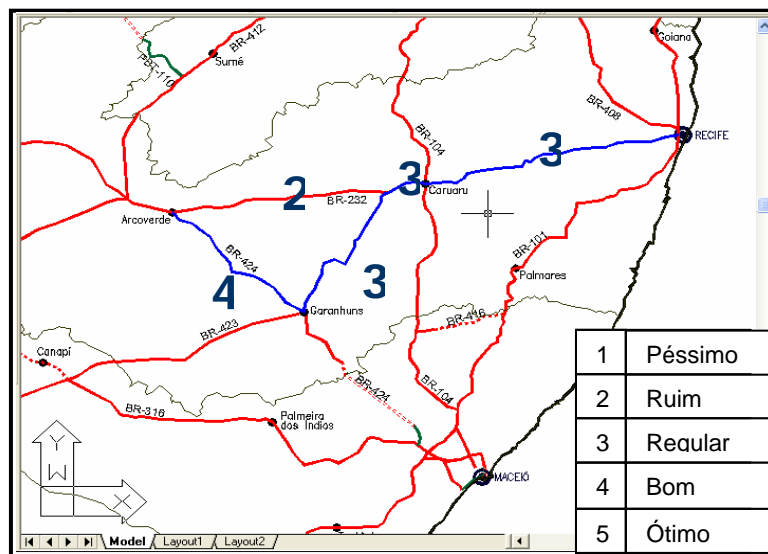 BR-412
Goiana
Sumé
PBT-110
BR-408
RECIFE
BR-104
3
3
Caruaru
2
BR-232
Arcoverde
BR-424
4
3
BR-101
Palmares
Garanhuns
BR-416
BR-423
Canapí
BR-424
BR-104
BR-316
Palmeira
dos Indios
MACEIÓ
Y
W
X
1 Péssimo
2 Ruim
3 Regular
4 Bom
5 Ótimo
Model Layout1 Layout2